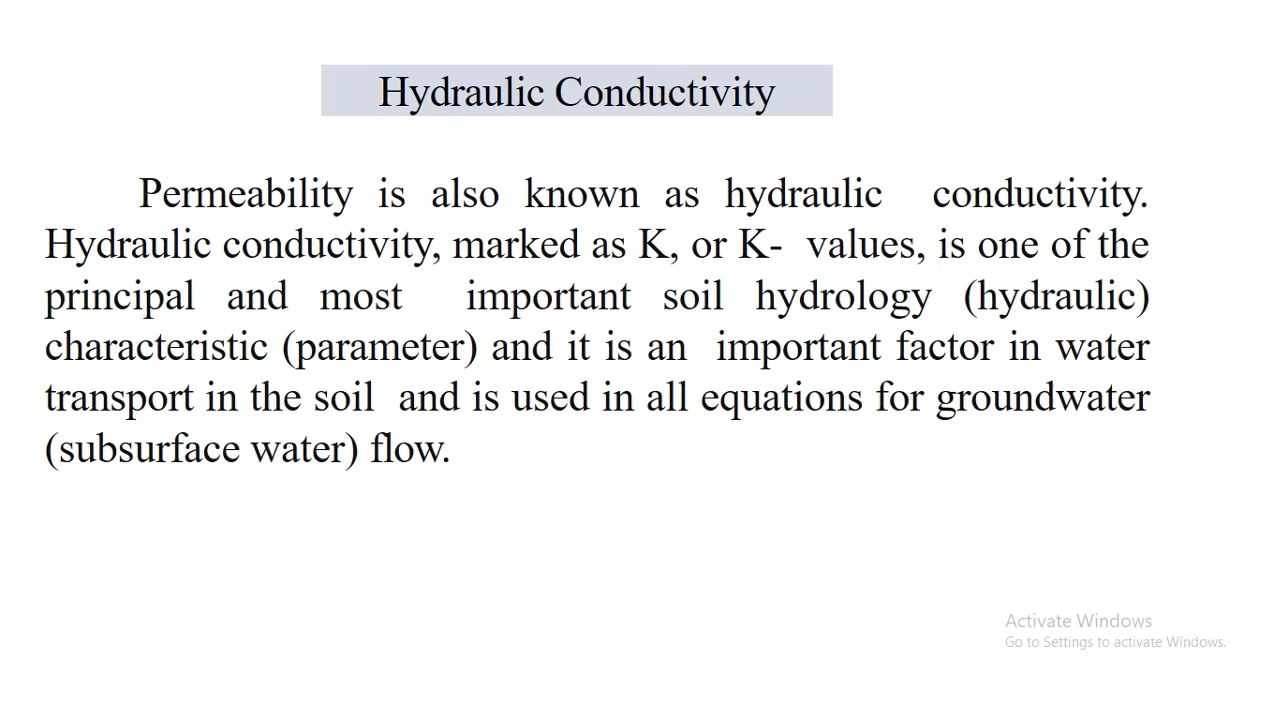 Hydraulic Conductivity
Permeability is also known as hydraulic conductivity.
Hydraulic conductivity, marked as K, or K- values, is one of the
principal and most important soil hydrology (hydraulic)
characteristic (parameter) and it is an important factor in water
transport in the soil and is used in all equations for groundwater
(subsurface water) flow.
Activate Windows
Go to Settings to activate Windows.